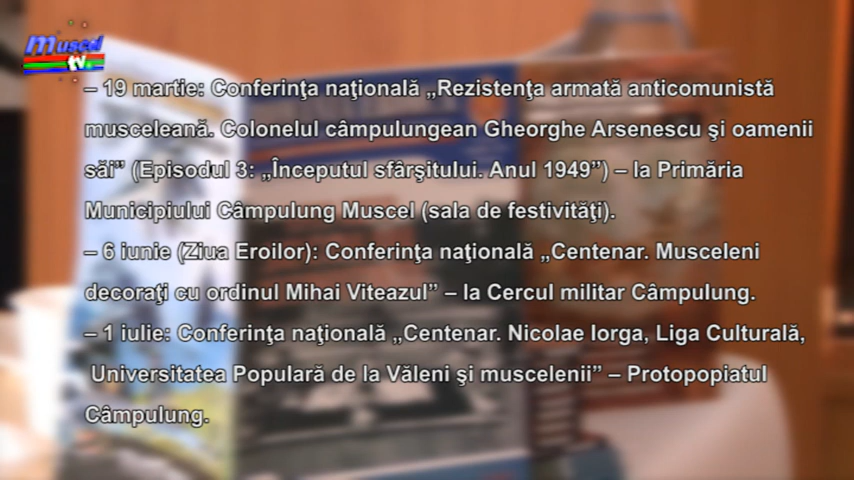 Muscel
tv.
– 19 martie: Conferinţa naţională „Rezistenţa armată anticomunistă
musceleană. Colonelul câmpulungean Gheorghe Arsenescu şi oamenii
săi” (Episodul 3: „Începutul sfârşitului. Anul 1949”) – la Primăria
Municipiului Câmpulung Muscel (sala de festivităţi).
– 6 iunie (Ziua Eroilor): Conferinţa naţională „Centenar. Musceleni
decoraţi cu ordinul Mihai Viteazul” – la Cercul militar Câmpulung.
– 1 iulie: Conferinţa naţională „Centenar. Nicolae Iorga, Liga Culturală,
Universitatea Populară de la Văleni şi muscelenii” – Protopopiatul
Câmpulung.